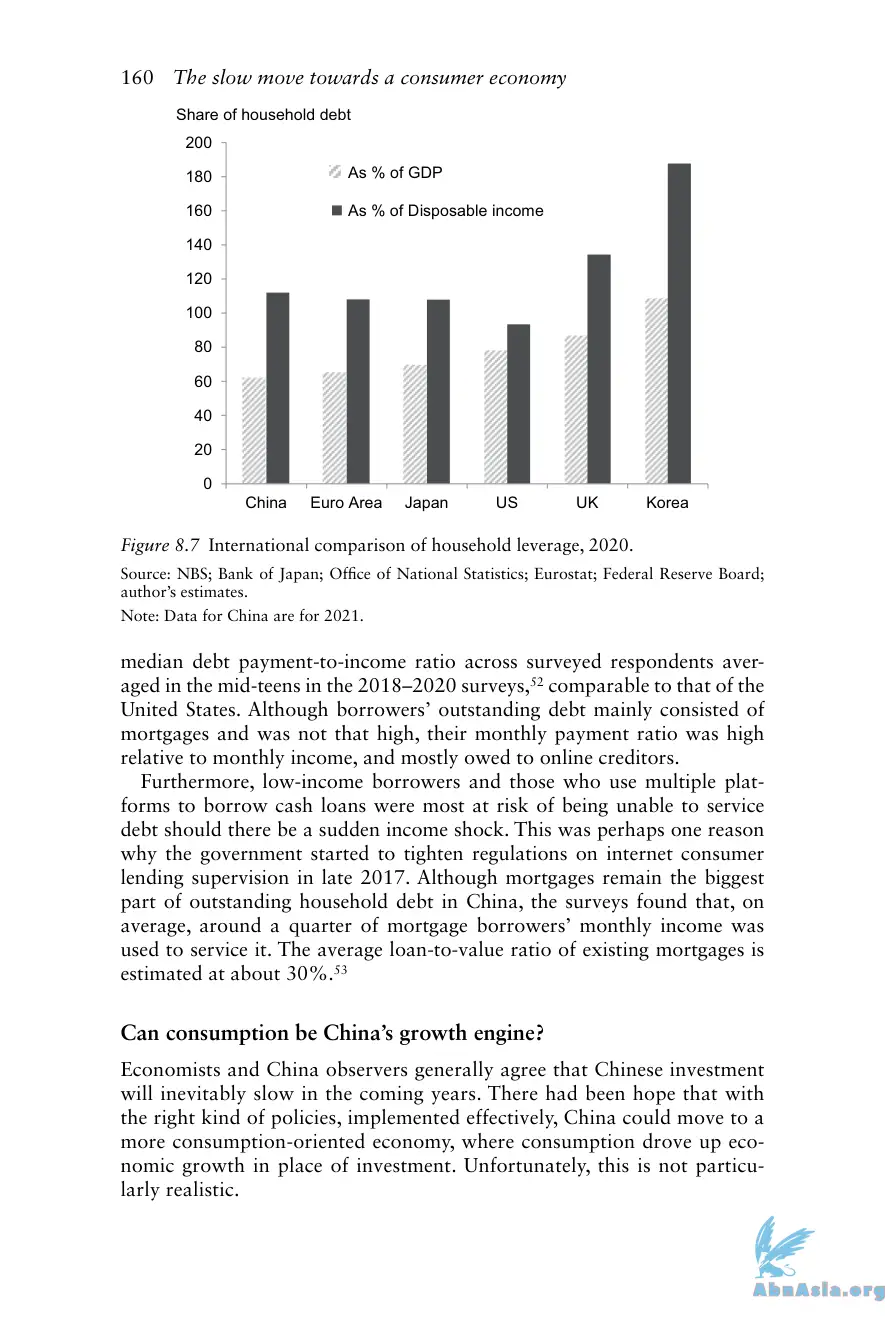 160 The slow move towards a consumer economy
Share of household debt
200
180
160
140
120
100
80
60
40
20
0
As % of GDP
As % of Disposable income
China Euro Area Japan US UK Korea
Figure 8.7 International comparison of household leverage, 2020.
Source: NBS; Bank of Japan; Office of National Statistics; Eurostat; Federal Reserve Board;
author’s estimates.
Note: Data for China are for 2021.
median debt payment-to-income ratio across surveyed respondents aver-
aged in the mid-teens in the 2018–2020 surveys,52 comparable to that of the
United States. Although borrowers’ outstanding debt mainly consisted of
mortgages and was not that high, their monthly payment ratio was high
relative to monthly income, and mostly owed to online creditors.
Furthermore, low-income borrowers and those who use multiple plat-
forms to borrow cash loans were most at risk of being unable to service
debt should there be a sudden income shock. This was perhaps one reason
why the government started to tighten regulations on internet consumer
lending supervision in late 2017. Although mortgages remain the biggest
part of outstanding household debt in China, the surveys found that, on
average, around a quarter of mortgage borrowers’ monthly income was
used to service it. The average loan-to-value ratio of existing mortgages is
estimated at about 30%.53
Can consumption be China’s growth engine?
Economists and China observers generally agree that Chinese investment
will inevitably slow in the coming years. There had been hope that with
the right kind of policies, implemented effectively, China could move to a
more consumption-oriented economy, where consumption drove up eco-
nomic growth in place of investment. Unfortunately, this is not particu-
larly realistic.
AbnAsia.org